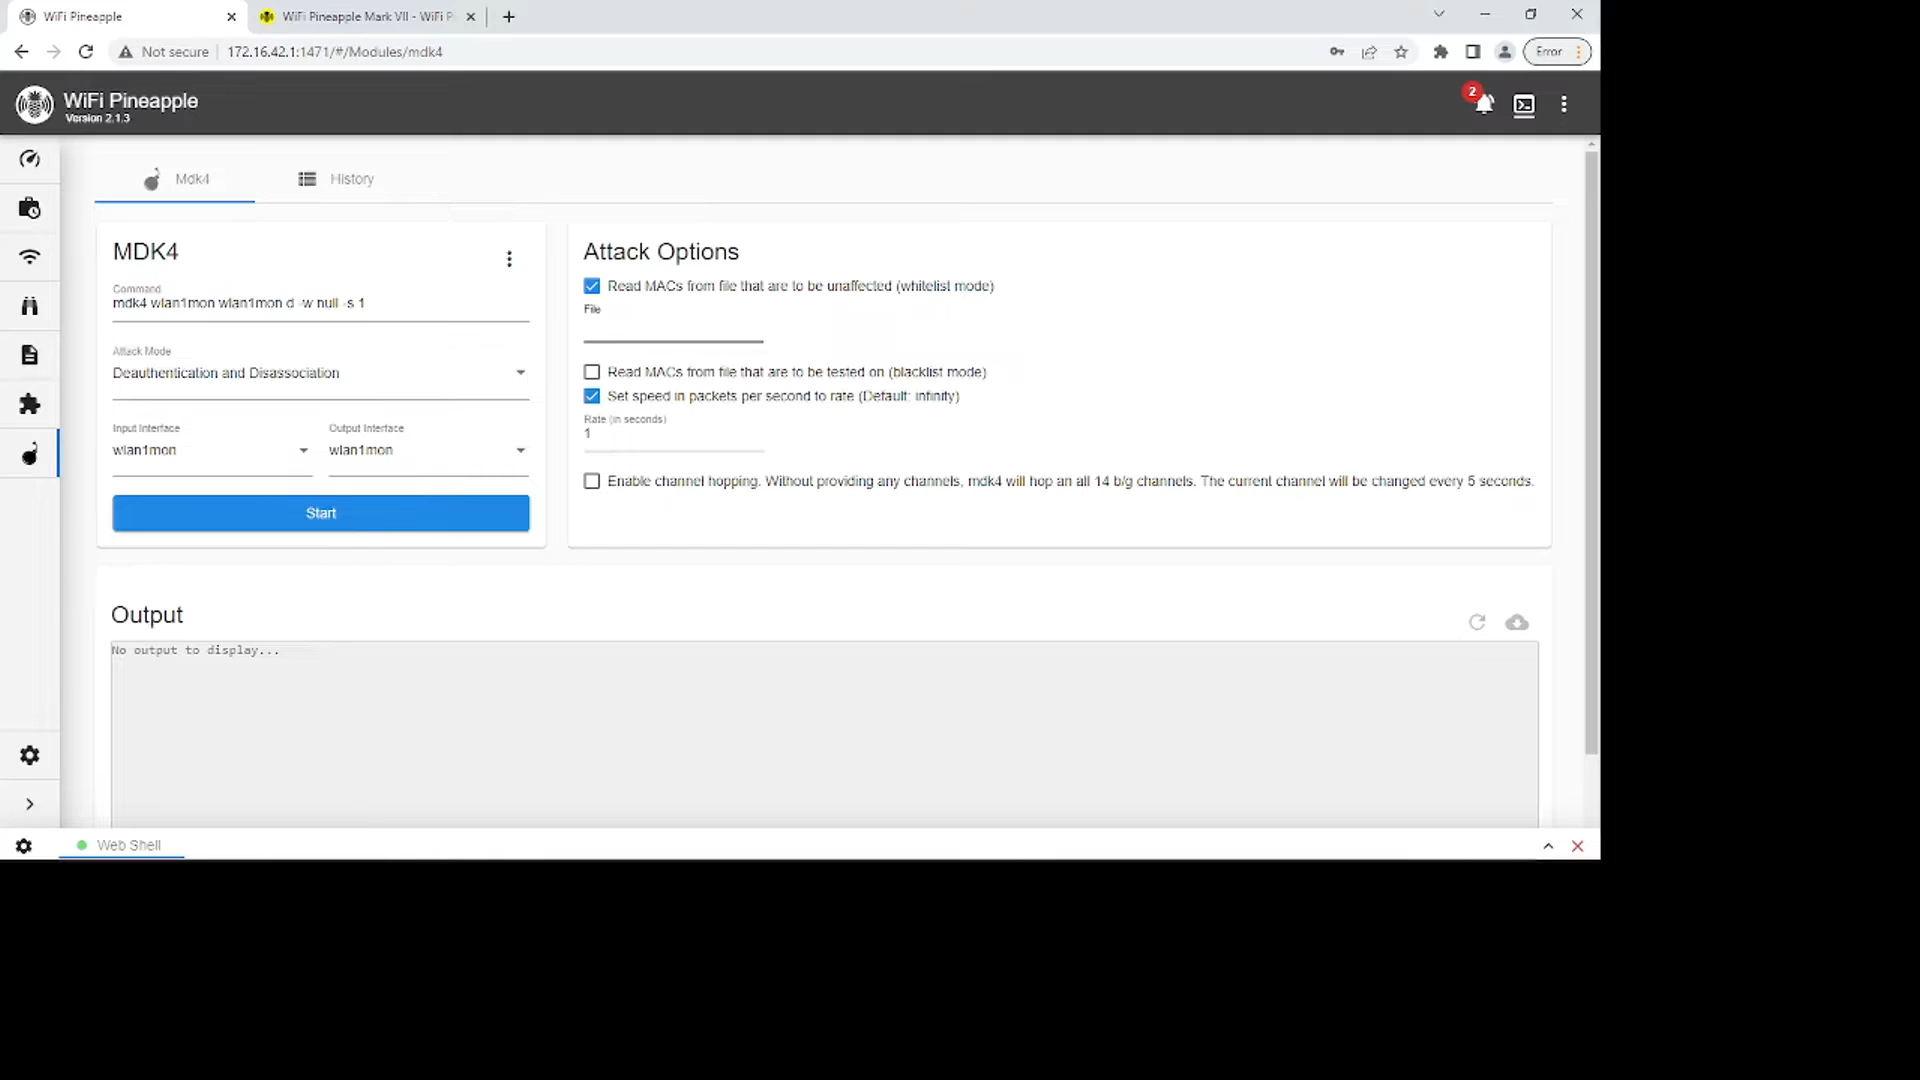 WiFi Pineapple
WiFi Pineapple Mark VII - WiFi P
Not secure
172.16.42.1:1471/#/Modules/mdk4
Error
WiFi Pineapple
Version 2.1.3
2
Mdk4
History
MDK4
Command
mdk4 wlan1mon wlan1mon d -w null -s 1
Attack Mode
Deauthentication and Disassociation
Input Interface
Output Interface
wlan1mon
wlan1mon
Start
Attack Options
Read MACs from file that are to be unaffected (whitelist mode)
File
Read MACs from file that are to be tested on (blacklist mode)
Set speed in packets per second to rate (Default: infinity)
Rate (in seconds)
1
Enable channel hopping. Without providing any channels, mdk4 will hop an all 14 b/g channels. The current channel will be changed every 5 seconds.
Output
No output to display...
Web Shell